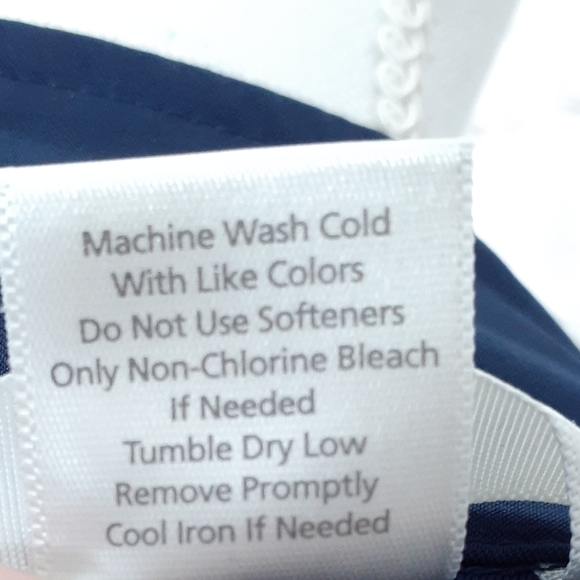 Machine Wash Cold
With Like Colors
Do Not Use Softeners
Only Non-Chlorine Bleach
If Needed
Tumble Dry Low
Remove Promptly
Cool Iron If Needed